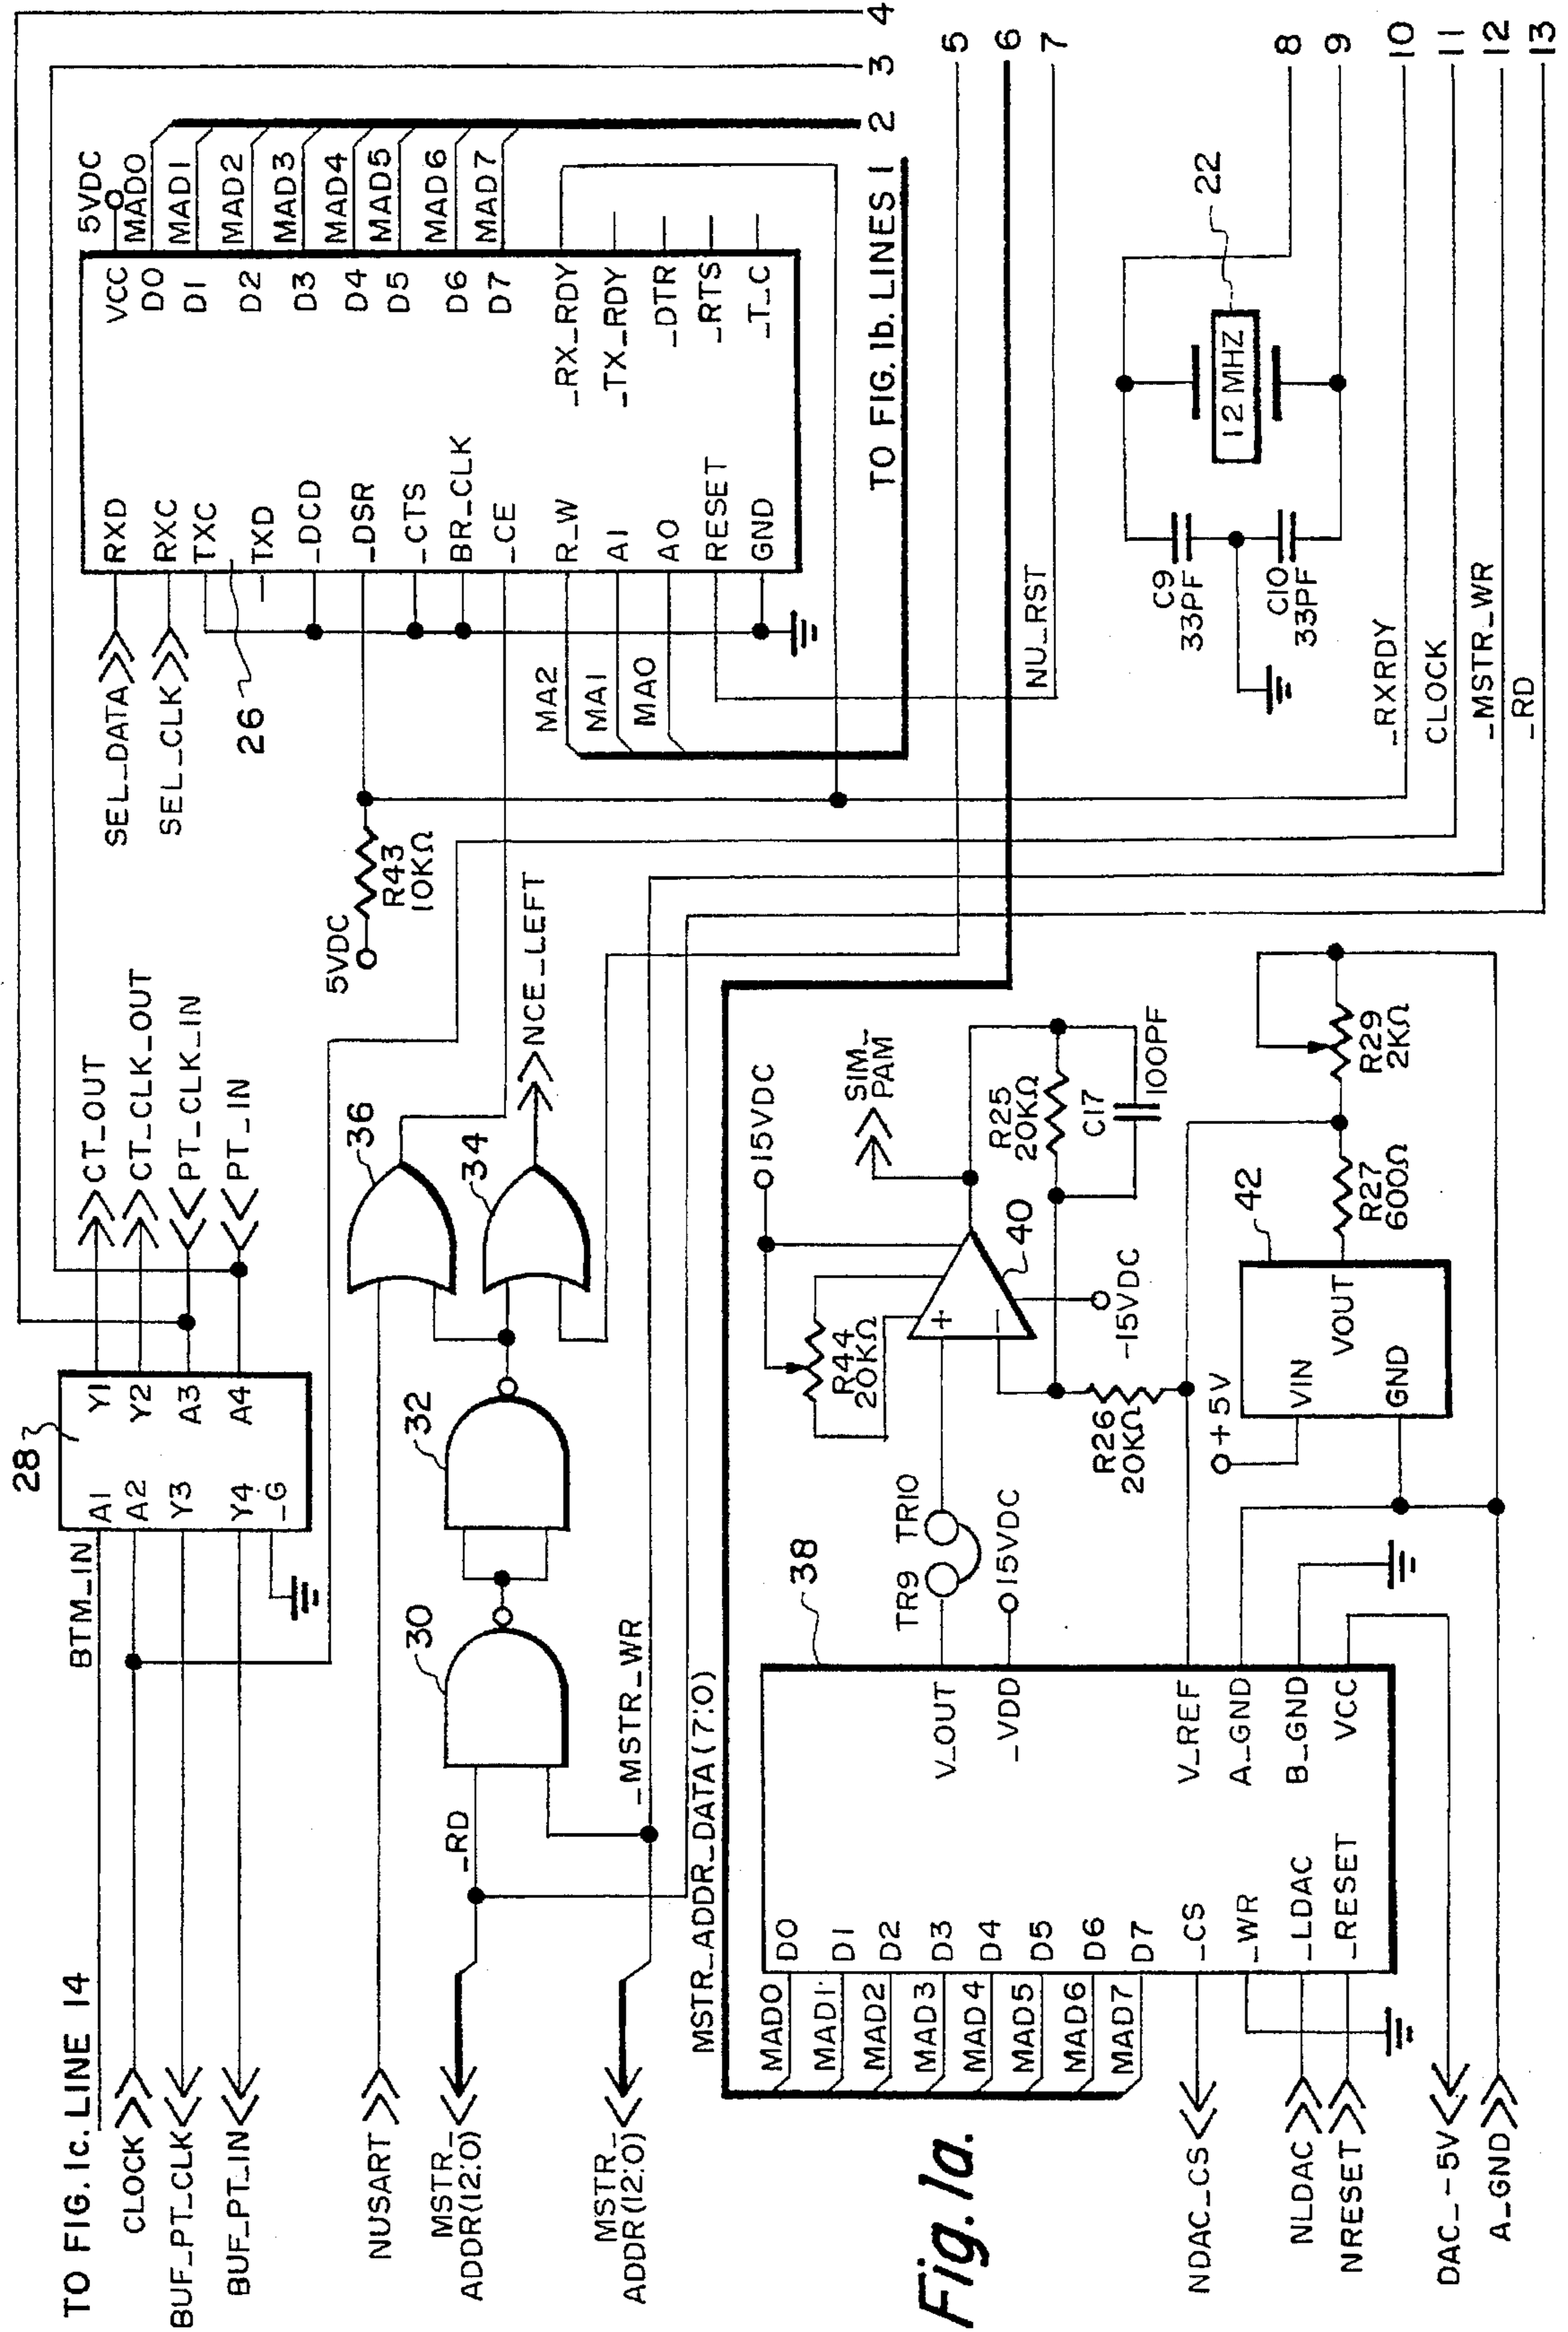 TO FIG. 1c. LINE 14
BTM_IN
CLOCK
BUF_PT_CLK
BUF_PT_IN
28
A1
A2
Y3
Y4
_G
Y1
Y2
A3
A4
CT_OUT
CT_CLK_OUT
PT_CLK_IN
PT_IN
NUSART
MSTR_
ADDR(12:0)
MSTR_
ADDR(12:0)
_RD
_MSTR_WR
30
32
34
36
NCE_LEFT
5VDC
R43
10KΩ
SEL_DATA
SEL_CLK
26
RXD
RXC
TXC
_TXD
_DCD
_DSR
_CTS
BR_CLK
_CE
R_W
A1
A0
RESET
GND
MA2
MA1
MA0
VCC
D0
D1
D2
D3
D4
D5
D6
D7
_RX_RDY
_TX_RDY
_DTR
_RTS
_T_C
5VDC
MAD0
MAD1
MAD2
MAD3
MAD4
MAD5
MAD6
MAD7
TO FIG. 1b. LINES 1
2
3
4
5
6
7
8
9
10
11
12
13
NU_RST
C9
33PF
C10
33PF
12 MHZ
22
_RXRDY
CLOCK
_MSTR_WR
_RD
MSTR_ADDR_DATA(7:0)
MAD0
MAD1
MAD2
MAD3
MAD4
MAD5
MAD6
MAD7
D0
D1
D2
D3
D4
D5
D6
D7
_CS
_WR
_LDAC
_RESET
38
V_OUT
_VDD
V_REF
A_GND
B_GND
VCC
TR9
TR10
15VDC
R44
20KΩ
15VDC
SIM_
PAM
40
-15VDC
R25
20KΩ
C17
100PF
R26
20KΩ
+5V
42
VIN
VOUT
GND
R27
600Ω
R29
2KΩ
NDAC_CS
NLDAC
NRESET
DAC_-5V
A_GND
Fig. 1a.